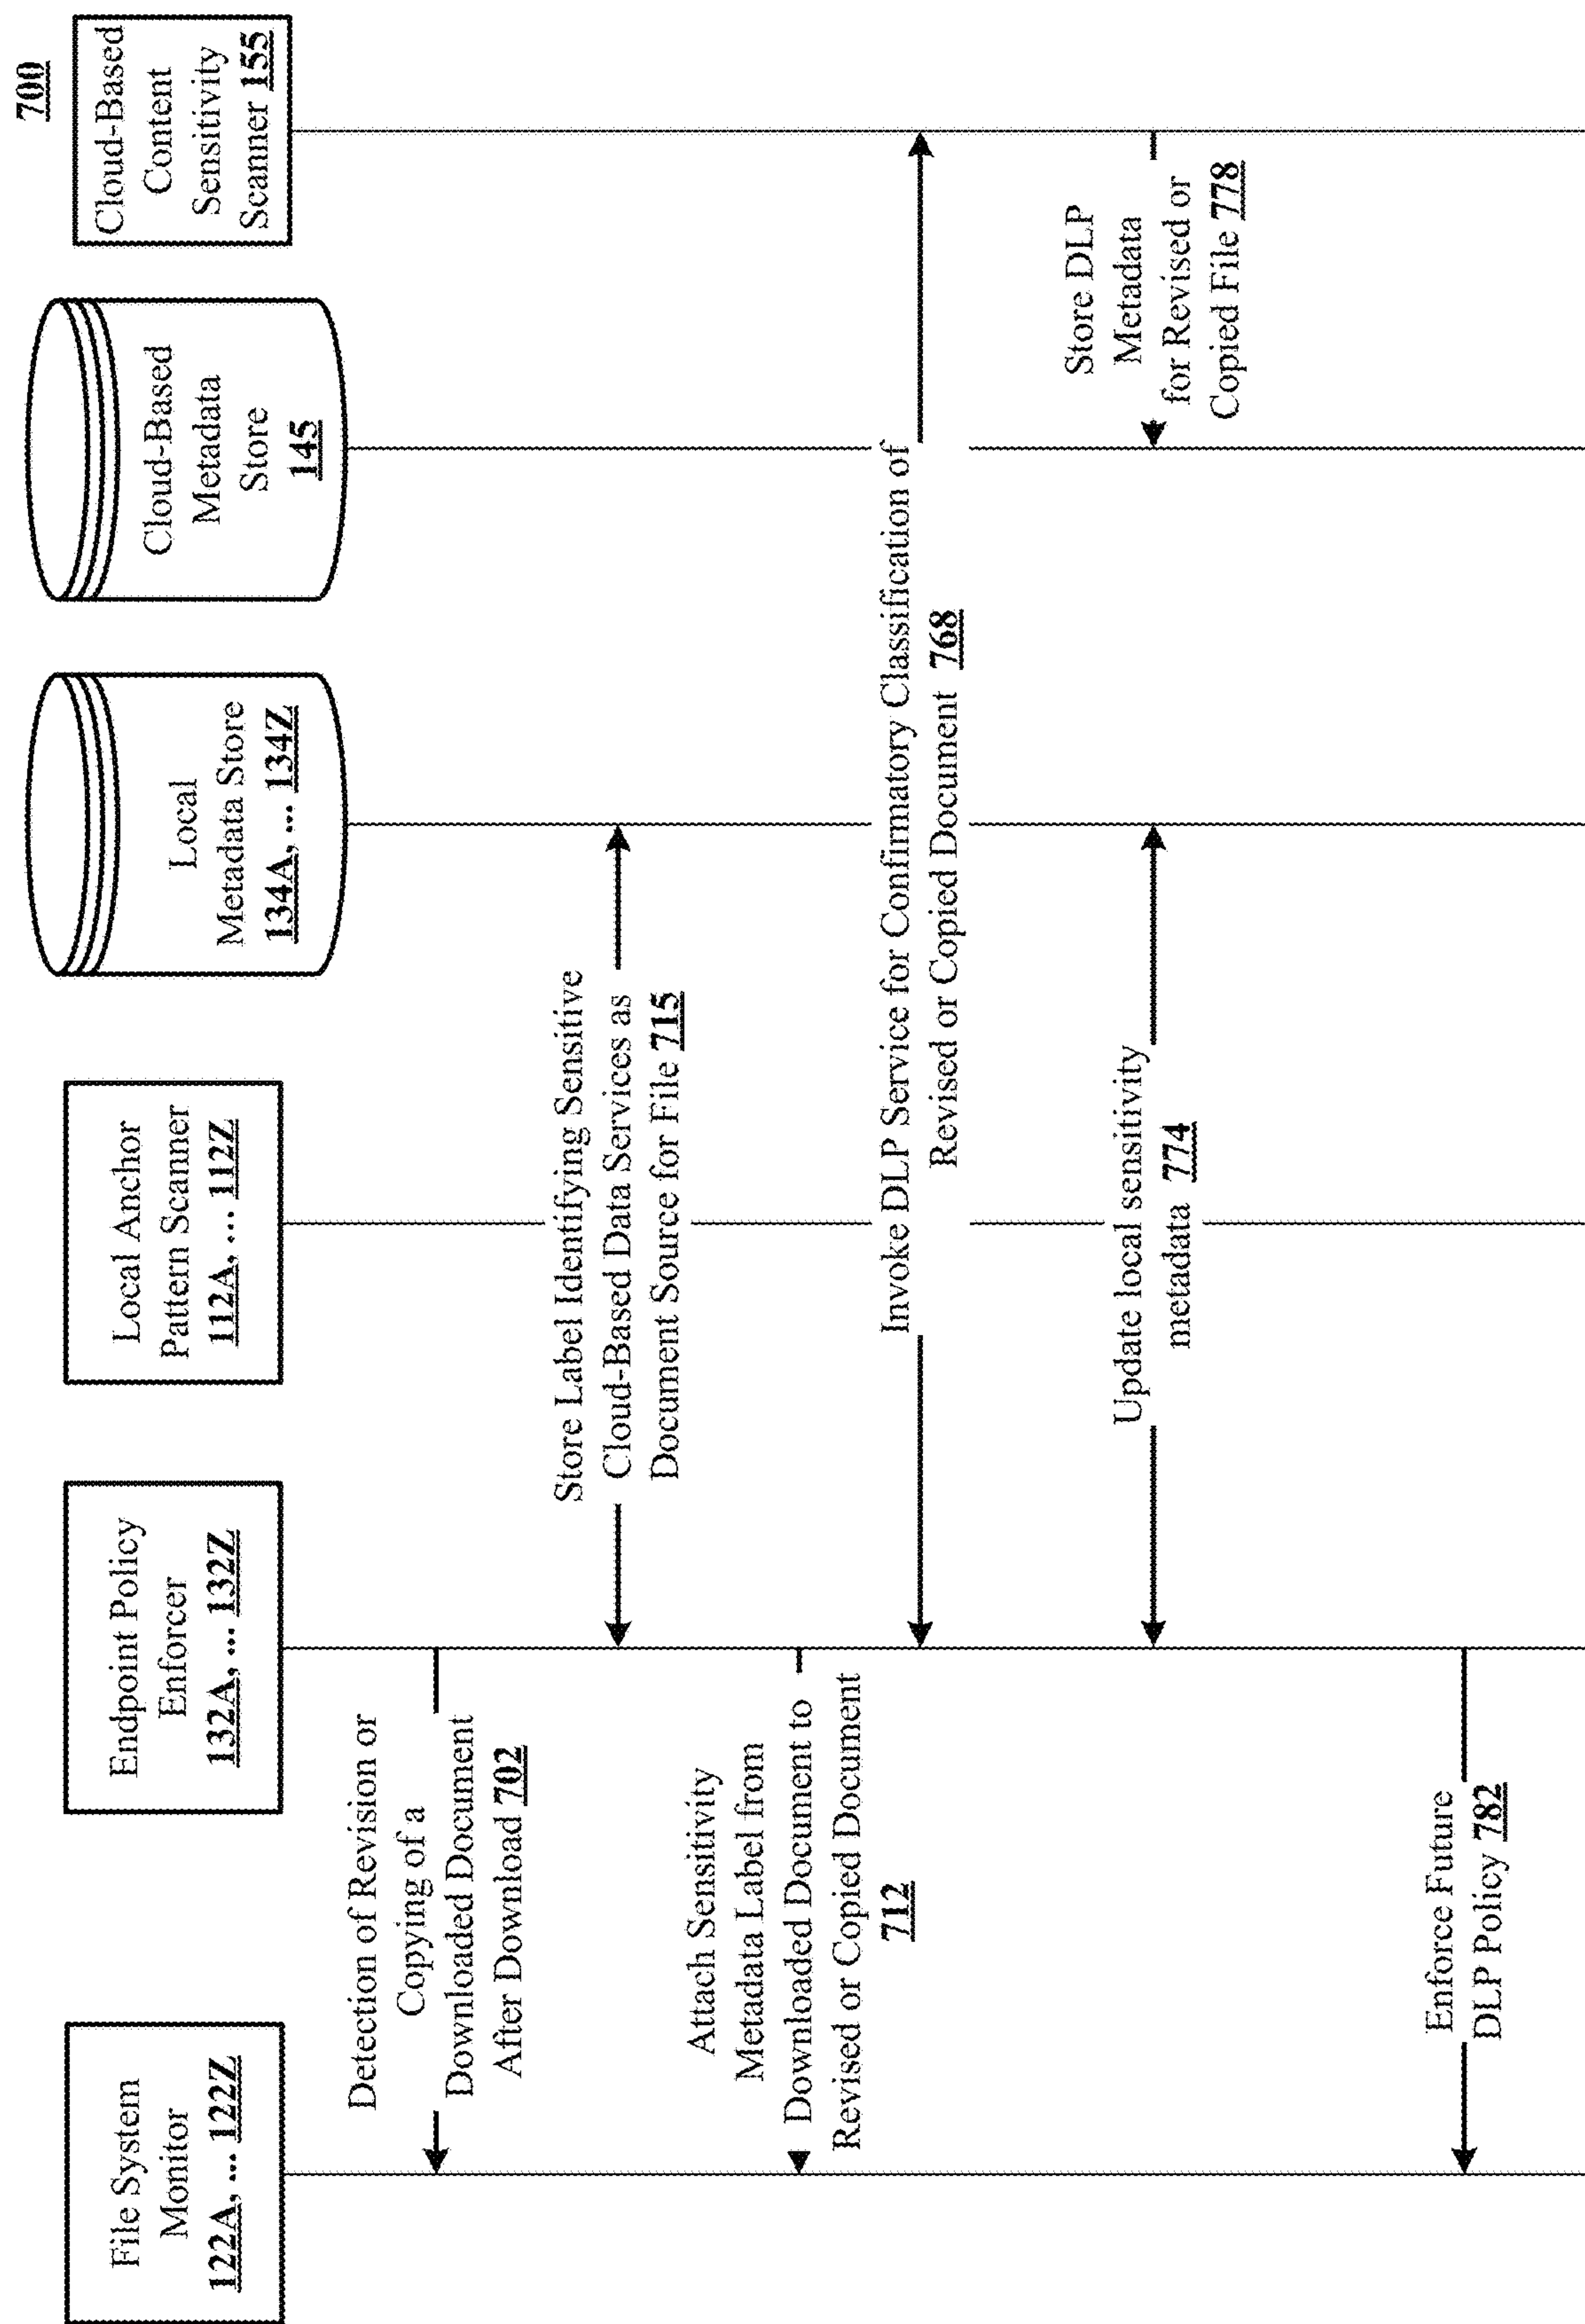 700
File System
Monitor
122A, ... 122Z
Endpoint Policy
Enforcer
132A, ... 132Z
Local Anchor
Pattern Scanner
112A, ... 112Z
Local
Metadata Store
134A, ... 134Z
Cloud-Based
Metadata
Store
145
Cloud-Based
Content
Sensitivity
Scanner 155
Detection of Revision or
Copying of a
Downloaded Document
After Download 702
Store Label Identifying Sensitive
Cloud-Based Data Services as
Document Source for File 715
Attach Sensitivity
Metadata Label from
Downloaded Document to
Revised or Copied Document
712
Invoke DLP Service for Confirmatory Classification of
Revised or Copied Document 768
Update local sensitivity
metadata 774
Store DLP
Metadata
for Revised or
Copied File 778
Enforce Future
DLP Policy 782